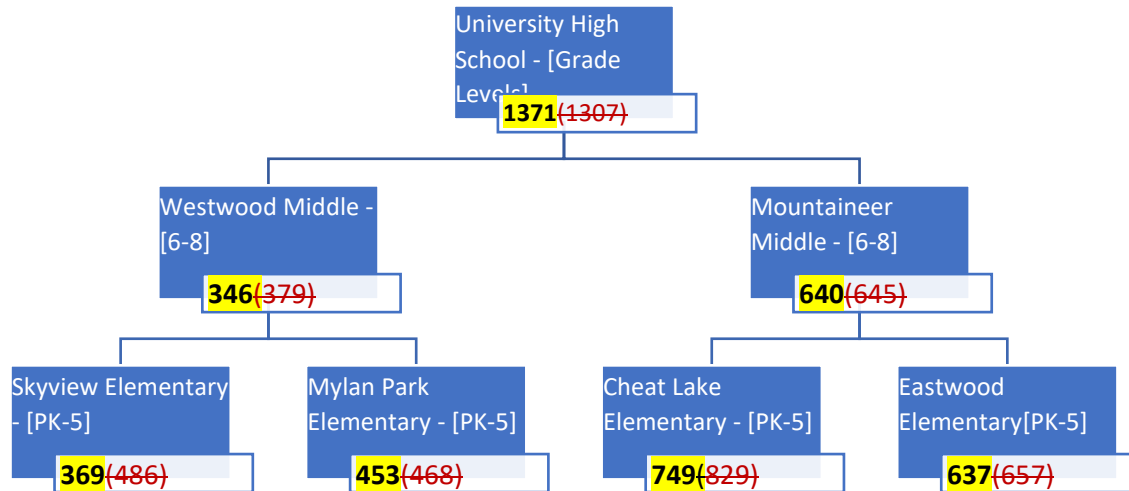 University High
School - [Grade
Levels]
1371(1307)
Westwood Middle -
[6-8]
346(379)
Mountaineer
Middle - [6-8]
640(645)
Skyview Elementary
- [PK-5]
369(486)
Mylan Park
Elementary - [PK-5]
453(468)
Cheat Lake
Elementary - [PK-5]
749(829)
Eastwood
Elementary[PK-5]
637(657)